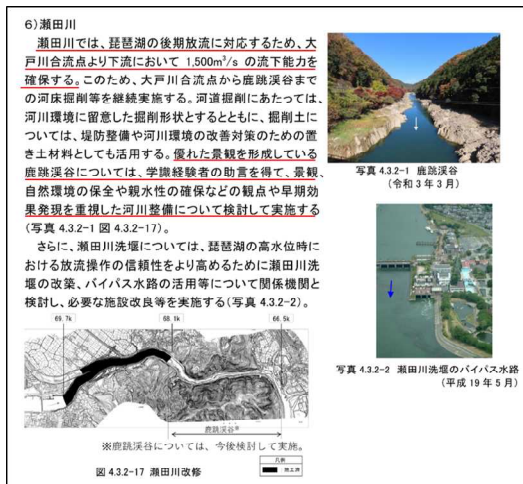 6)瀬田川
瀬田川では、琵琶湖の後期放流に対応するため、大
戸川合流点より下流において 1,500m³/s の流下能力を
確保する。このため、大戸川合流点から鹿跳渓谷まで
の河床掘削等を継続実施する。河道掘削にあたっては、
河川環境に留意した掘削形状とするとともに、掘削土に
ついては、堤防整備や河川環境の改善対策のための置
き土材料としても活用する。優れた景観を形成している
鹿跳渓谷については、学識経験者の助言を得て、景観、
自然環境の保全や親水性の確保などの観点や早期効
果発現を重視した河川整備について検討して実施する
(写真 4.3.2-1 図 4.3.2-17)。
さらに、瀬田川洗堰については、琵琶湖の高水位時に
おける放流操作の信頼性をより高めるために瀬田川洗
堰の改築、バイパス水路の活用等について関係機関と
検討し、必要な施設改良等を実施する(写真 4.3.2-2)。
写真 4.3.2-1 鹿跳渓谷
(令和 3 年 3 月)
写真 4.3.2-2 瀬田川洗堰のバイパス水路
(平成 19 年 5 月)
69.7k 68.1k 66.5k
鹿跳渓谷※
※鹿跳渓谷については、今後検討して実施。
図 4.3.2-17 瀬田川改修
凡例